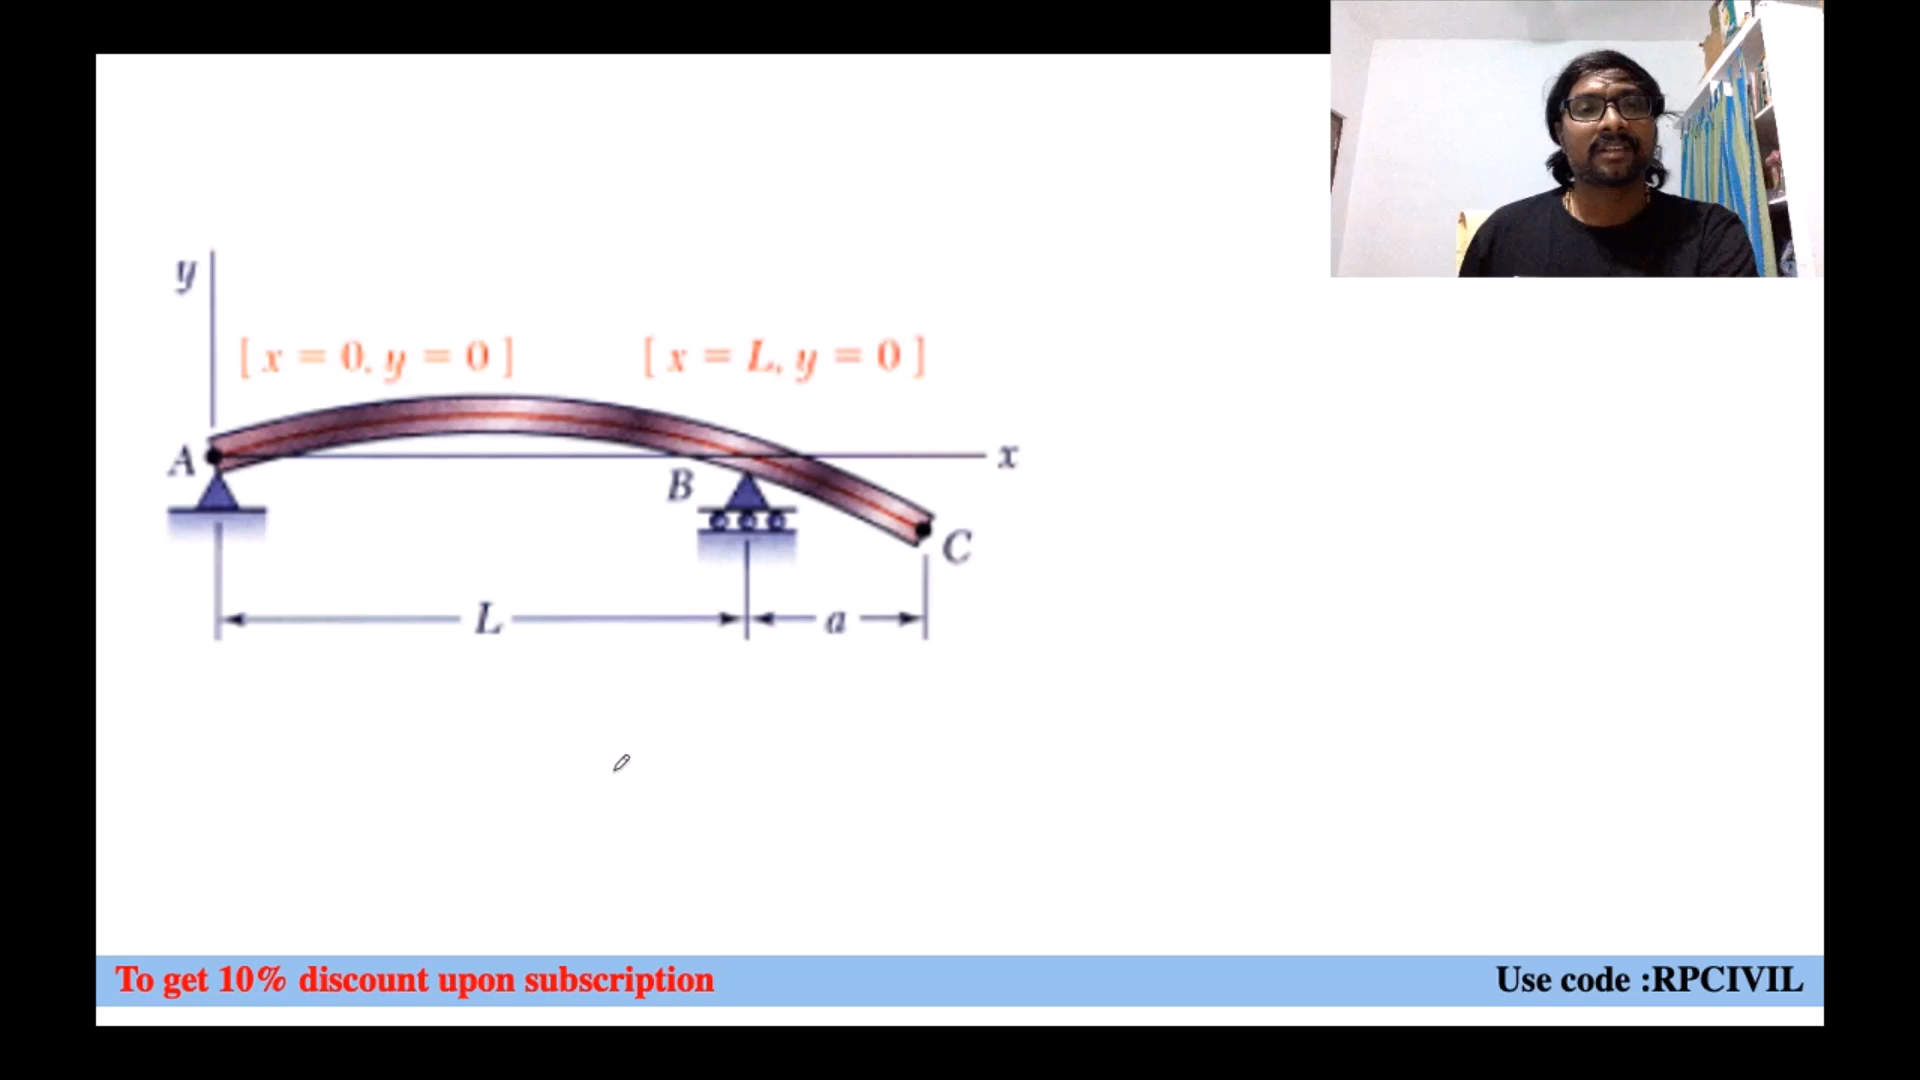 y
[ x = 0, y = 0 ]
[ x = L, y = 0 ]
A
B
x
C
L
a
To get 10% discount upon subscription
Use code :RPCIVIL